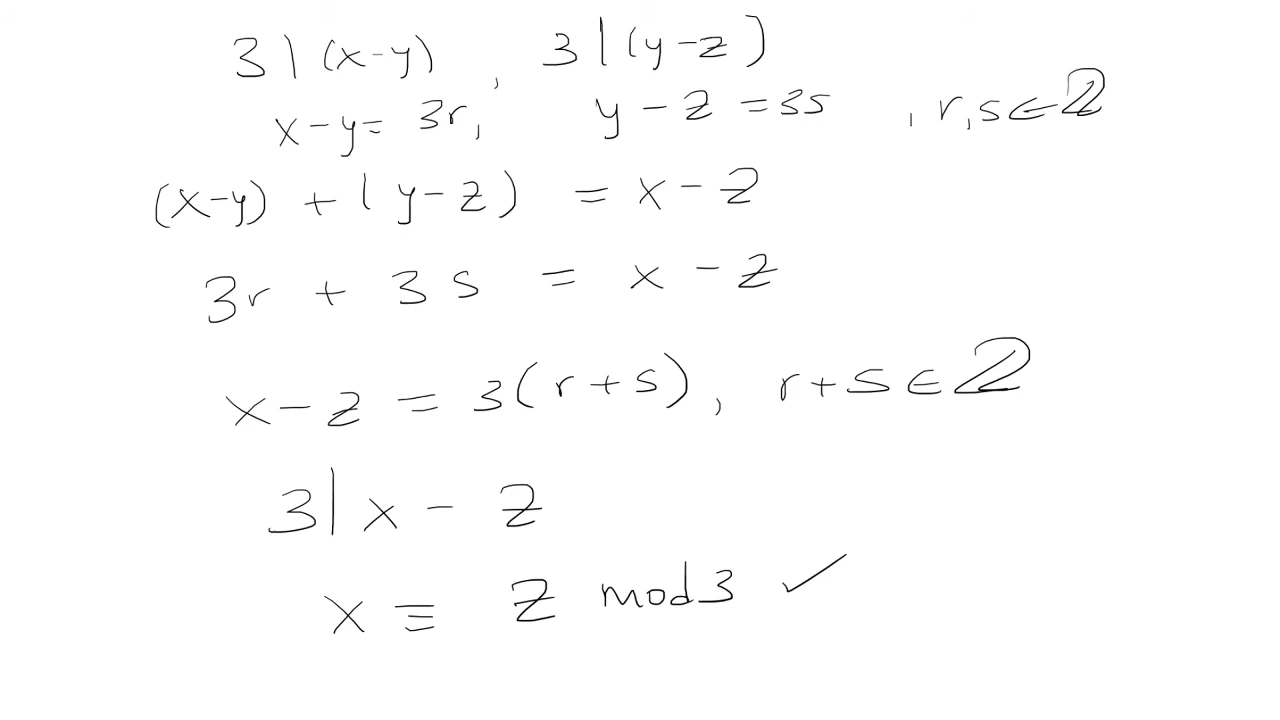 3 | (x-y) , 3 | (y-z)
x-y = 3r, y-z = 3s , r,s ∈ ℤ
(x-y) + (y-z) = x-z
3r + 3s = x-z
x-z = 3(r+s), r+s ∈ ℤ
3 | x-z
x ≡ z mod 3 ✓